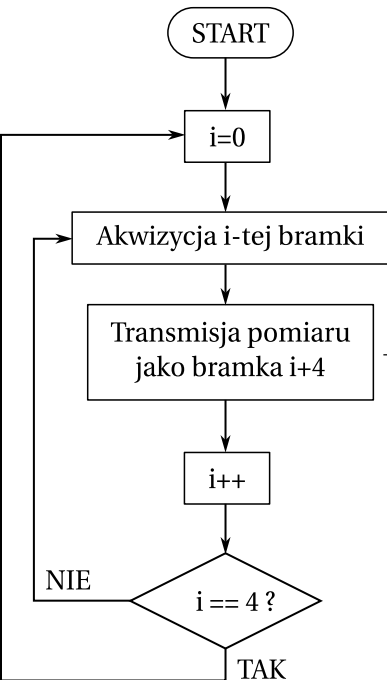 START
i=0
Akwizycja i-tej bramki
Transmisja pomiaru
jako bramka i+4
i++
i == 4 ?
NIE
TAK